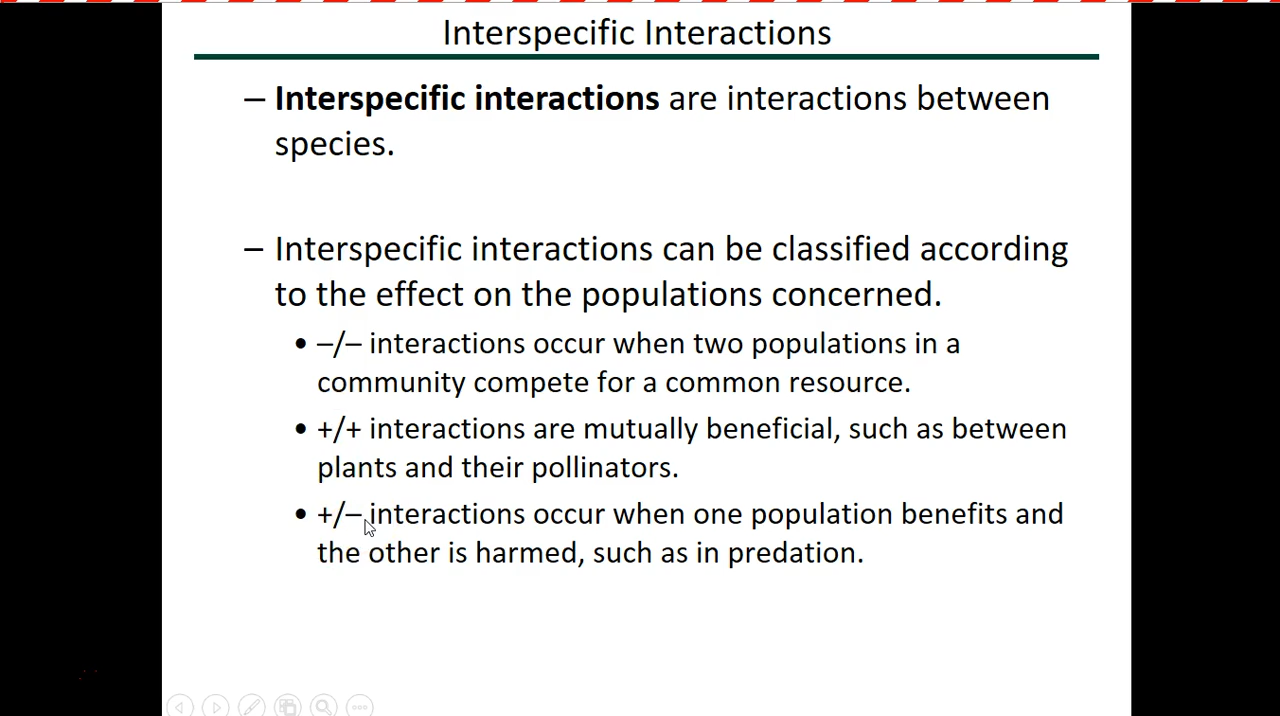 Interspecific Interactions
– Interspecific interactions are interactions between
species.
– Interspecific interactions can be classified according
to the effect on the populations concerned.
• –/– interactions occur when two populations in a
community compete for a common resource.
• +/+ interactions are mutually beneficial, such as between
plants and their pollinators.
• +/– interactions occur when one population benefits and
the other is harmed, such as in predation.